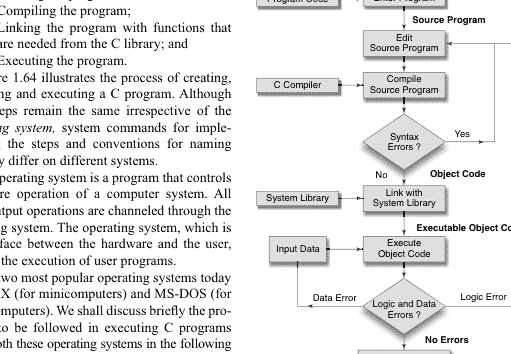 Compiling the program;
Linking the program with functions that
are needed from the C library; and
Executing the program.
re 1.64 illustrates the process of creating,
ng and executing a C program. Although
eps remain the same irrespective of the
ng system, system commands for imple-
g the steps and conventions for naming
y differ on different systems.
perating system is a program that controls
re operation of a computer system. All
utput operations are channeled through the
ng system. The operating system, which is
face between the hardware and the user,
the execution of user programs.
two most popular operating systems today
X (for minicomputers) and MS-DOS (for
mputers). We shall discuss briefly the pro-
to be followed in executing C programs
oth these operating systems in the following
Source Program
Edit
Source Program
C Compiler
Compile
Source Program
Syntax
Errors ?
Yes
No
Object Code
System Library
Link with
System Library
Executable Object Co
Input Data
Execute
Object Code
Data Error
Logic and Data
Errors ?
Logic Error
No Errors